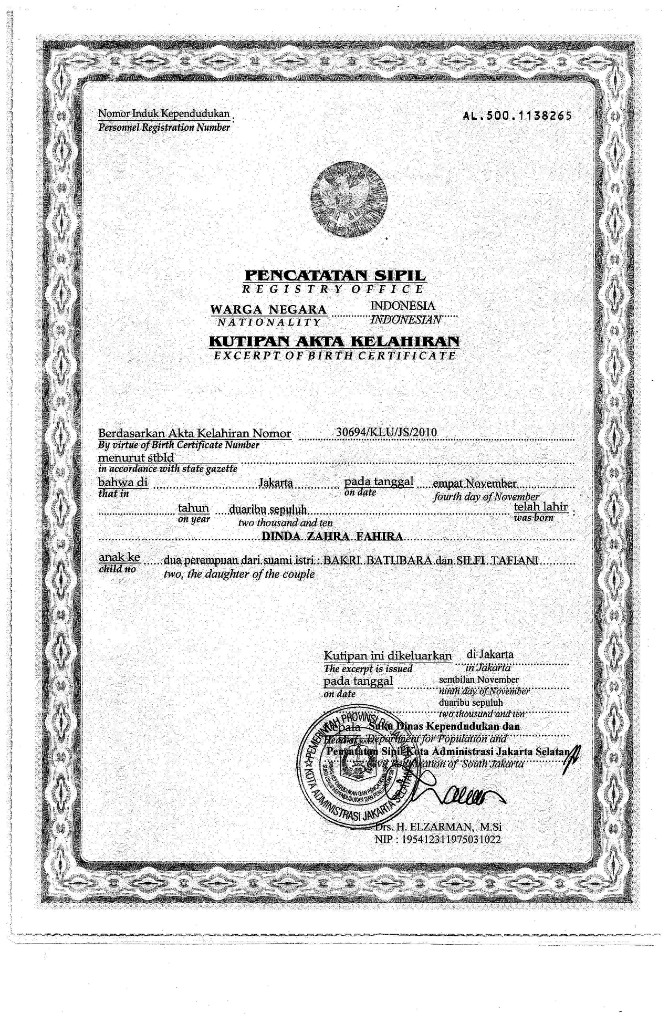 Nomor Induk Kependudukan
Personnel Registration Number
AL.500.1138265
PENCATATAN SIPIL
REGISTRY OFFICE
WARGA NEGARA INDONESIA
NATIONALITY INDONESIAN
KUTIPAN AKTA KELAHIRAN
EXCERPT OF BIRTH CERTIFICATE
Berdasarkan Akta Kelahiran Nomor 30694/KLU/JS/2010
By virtue of Birth Certificate Number
menurut stbld
in accordance with state gazette
bahwa di Jakarta pada tanggal empat November
that in on date fourth day of November
tahun duaribu sepuluh telah lahir
on year two thousand and ten was born
DINDA ZAHRA FAHIRA
anak ke dua perampuan dari suami istri : BAKRI BATUBARA dan SILFI TAFIANI
child no two, the daughter of the couple
Kutipan ini dikeluarkan di Jakarta
The excerpt is issued in Jakarta
pada tanggal sembilan November
on date ninth day of November
duaribu sepuluh
two thousand and ten
Kepala Suku Dinas Kependudukan dan
Department for Population and
Sipil Kota Administrasi Jakarta Selatan
of South Jakarta
PEMERINTAH PROVINSI
KOTA ADMINISTRASI JAKARTA SELATAN
Drs. H. ELZARMAN, M.Si
NIP : 195412311975031022